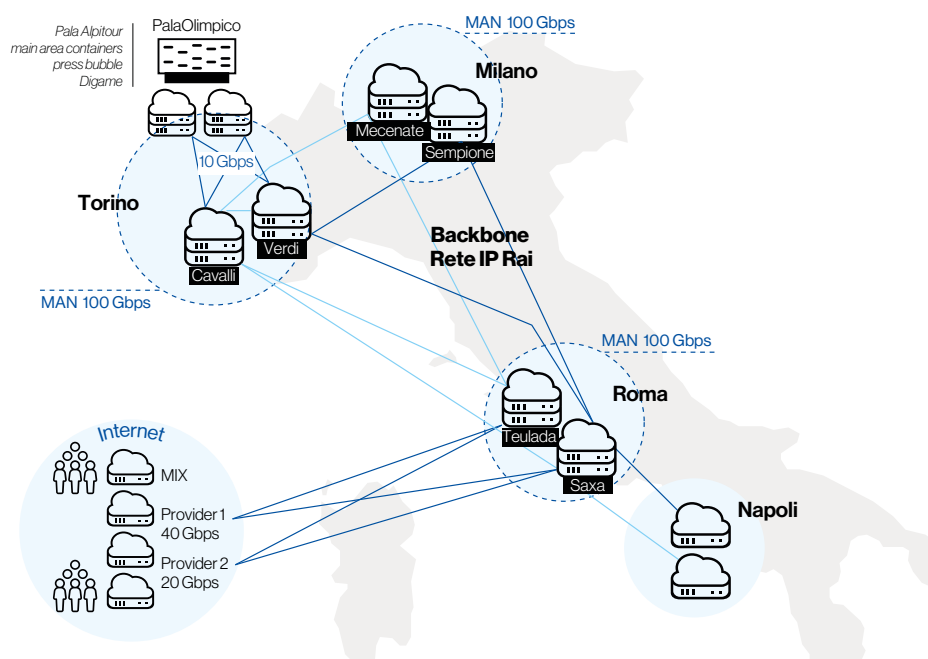 Pala Alpitour
main area containers
press bubble
Digame
PalaOlimpico
MAN 100 Gbps
Milano
Mecenate
Sempione
10 Gbps
Torino
Verdi
Cavalli
MAN 100 Gbps
Backbone
Rete IP Rai
MAN 100 Gbps
Roma
Teulada
Saxa
Napoli
Internet
MIX
Provider 1
40 Gbps
Provider 2
20 Gbps